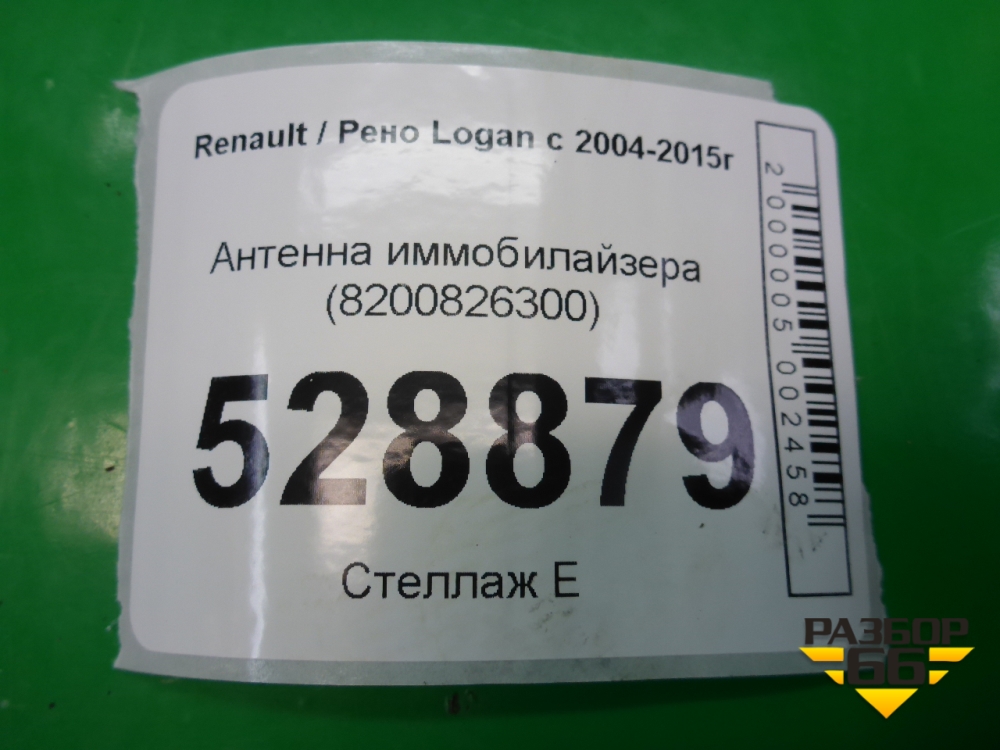 Renault / Рено Logan с 2004-2015г
Антенна иммобилайзера
(8200826300)
528879
Стеллаж Е
2000005002458
РАЗБОР
66